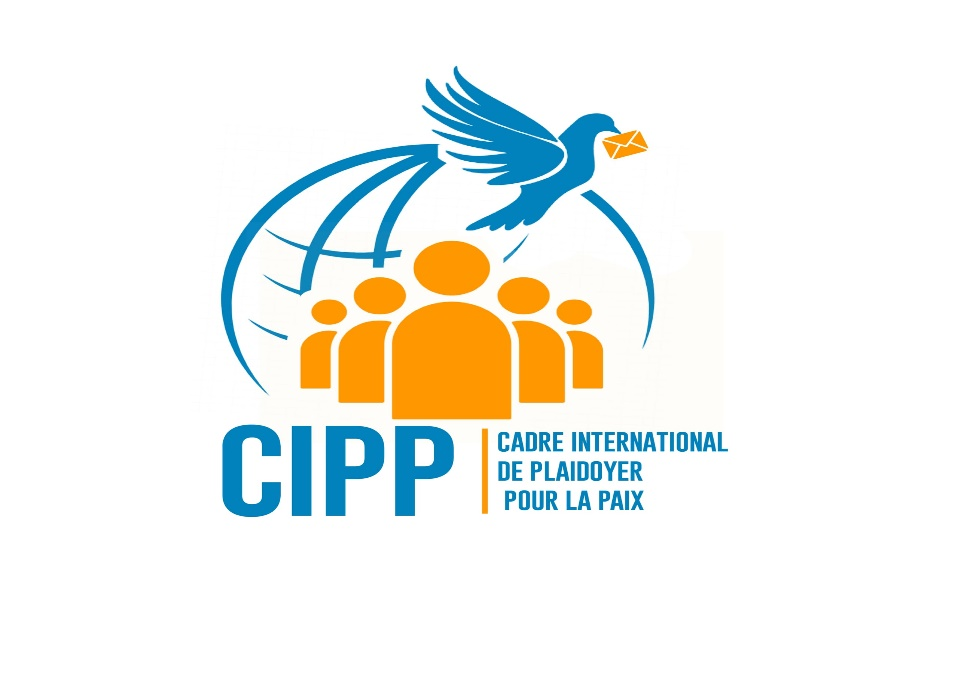 CIPP
CADRE INTERNATIONAL
DE PLAIDOYER
POUR LA PAIX